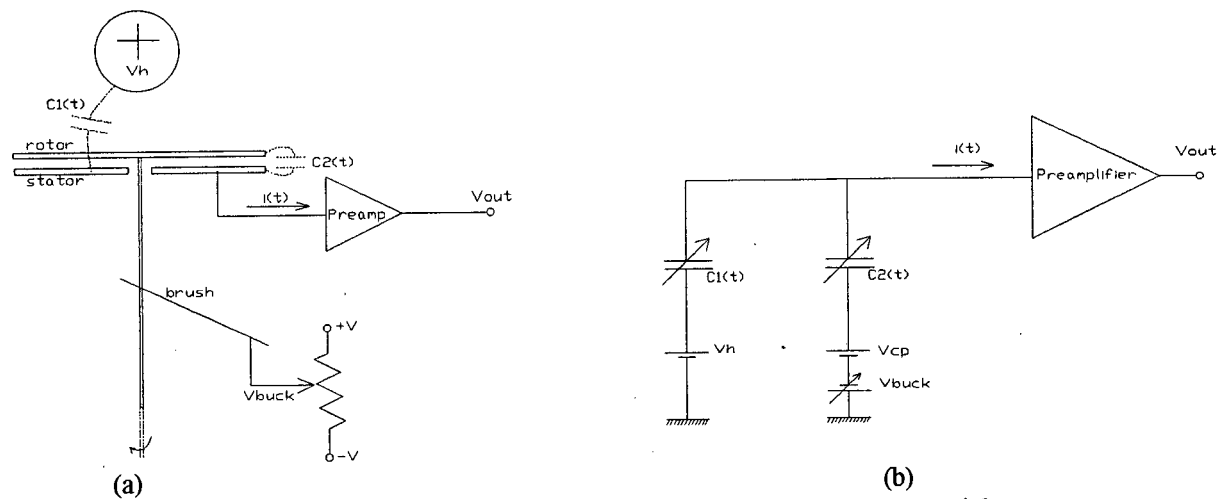 Vh
C1(t)
rotor
stator
C2(t)
i(t)
Preamp
Vout
brush
+V
Vbuck
-V
(a)
i(t)
Preamplifier
Vout
C1(t)
C2(t)
Vh
Vcp
Vbuck
(b)